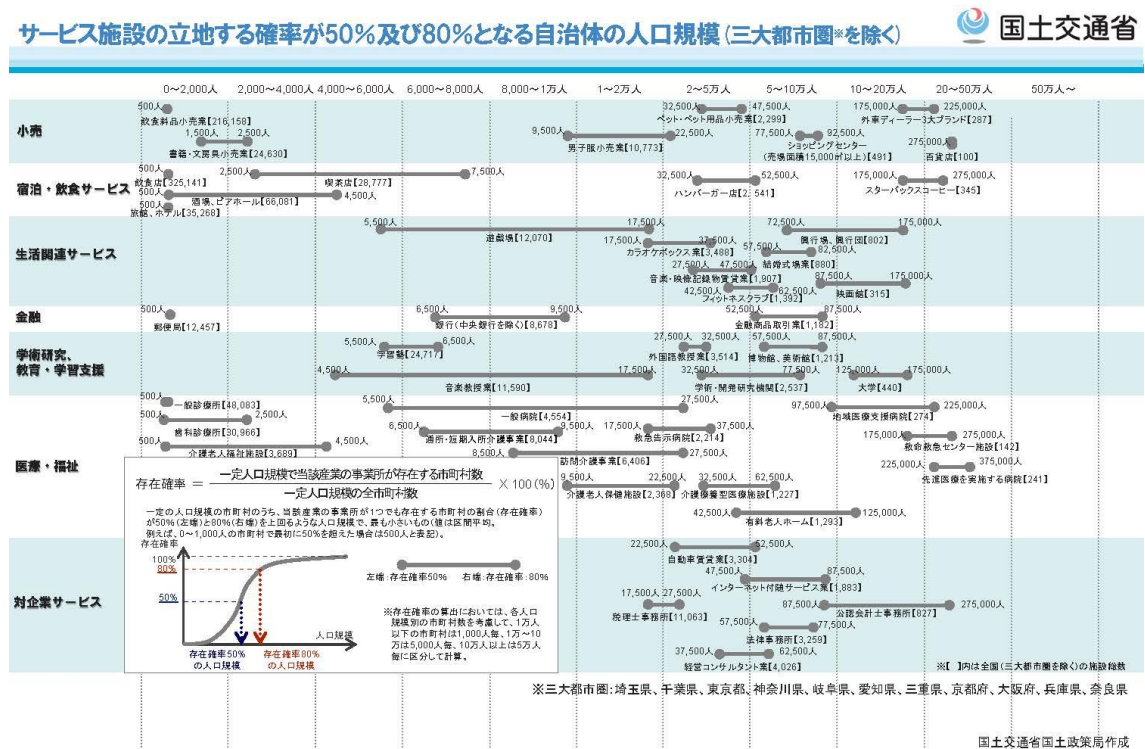 サービス施設の立地する確率が50%及び80%となる自治体の人口規模(三大都市圏※を除く)
国土交通省
0～2,000人 2,000～4,000人 4,000～6,000人 6,000～8,000人 8,000～1万人 1～2万人 2～5万人 5～10万人 10～20万人 20～50万人 50万人～
小売
500人 32,500人 47,500人 175,000人 225,000人
飲食料品小売業[216,158] ペット・ペット用品小売業[2,299] 外車ディーラー3大ブランド[287]
1,500人 2,500人 9,500人 22,500人 77,500人 92,500人 275,000人
書籍・文房具小売業[24,630] 男子服小売業[10,773] ショッピングセンター
(売場面積15,000㎡以上)[491] 百貨店[100]
宿泊・飲食サービス
500人 2,500人 7,500人 32,500人 52,500人 175,000人 275,000人
飲食店[325,141] 喫茶店[28,777] ハンバーガー店[2,541] スターバックスコーヒー[345]
500人 4,500人
酒場、ビアホール[66,081]
500人
旅館、ホテル[35,268]
生活関連サービス
5,500人 17,500人 72,500人 175,000人
遊戯場[12,070] 興行場、興行団[802]
17,500人 37,500人 57,500人 82,500人
カラオケボックス業[3,488] 結婚式場業[880]
27,500人 47,500人 87,500人 175,000人
音楽・映像記録物賃貸業[1,907] 映画館[315]
42,500人 62,500人
フィットネスクラブ[1,392]
金融
500人 6,500人 9,500人 52,500人 87,500人
郵便局[12,457] 銀行(中央銀行を除く)[8,678] 金融商品取引業[1,182]
学術研究、
教育・学習支援
5,500人 6,500人 27,500人 32,500人 57,500人 87,500人
学習塾[24,717] 外国語教授業[3,514] 博物館、美術館[1,213]
4,500人 17,500人 32,500人 77,500人 125,000人 175,000人
音楽教授業[11,590] 学術・開発研究機関[2,537] 大学[440]
医療・福祉
500人 5,500人 27,500人 97,500人 225,000人
一般診療所[48,083] 一般病院[4,554] 地域医療支援病院[274]
500人 2,500人 6,500人 9,500人 17,500人 37,500人 175,000人 275,000人
歯科診療所[30,966] 通所・短期入所介護事業[8,044] 救急告示病院[2,214] 救命救急センター設置[142]
500人 4,500人 8,500人 27,500人 225,000人 375,000人
介護老人福祉施設[3,689] 訪問介護事業[6,406] 先進医療を実施する病院[241]
9,500人 22,500人 32,500人 62,500人
介護老人保健施設[2,368] 介護療養型医療施設[1,227]
42,500人 125,000人
有料老人ホーム[1,293]
対企業サービス
22,500人 52,500人
自動車賃貸業[3,304]
47,500人 87,500人
インターネット付随サービス業[1,883]
17,500人 27,500人 87,500人 275,000人
税理士事務所[11,063] 公認会計士事務所[827]
57,500人 77,500人
法律事務所[3,259]
37,500人 62,500人
経営コンサルタント業[4,026]
存在確率 = 一定人口規模で当該産業の事業所が存在する市町村数
一定人口規模の全市町村数 × 100(%)
一定の人口規模の市町村のうち、当該産業の事業所が1つでも存在する市町村の割合(存在確率)
が50%(左端)と80%(右端)を上回るような人口規模で、最も小さいもの(値は区間平均。
例えば、0～1,000人の市町村で最初に50%を超えた場合は500人と表記)。
存在確率
100%
80%
50%
人口規模
存在確率50%
の人口規模
存在確率80%
の人口規模
左端:存在確率50% 右端:存在確率80%
※存在確率の算出においては、各人口
規模別の市町村数を考慮して、1万人
以下の市町村は1,000人毎、1万～10
万は5,000人毎、10万人以上は5万人
毎に区分して計算。
※[ ]内は全国(三大都市圏を除く)の施設総数
※三大都市圏:埼玉県、千葉県、東京都、神奈川県、岐阜県、愛知県、三重県、京都府、大阪府、兵庫県、奈良県
国土交通省国土政策局作成